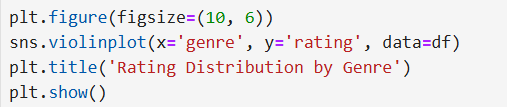 plt.figure(figsize=(10, 6))
sns.violinplot(x='genre', y='rating', data=df)
plt.title('Rating Distribution by Genre')
plt.show()